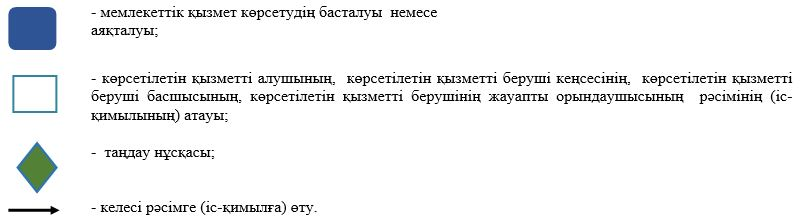 - мемлекеттік қызмет көрсетудің басталуы немесе
аяқталуы;
- көрсетілетін қызметті алушының, көрсетілетін қызметті беруші кеңсесінің, көрсетілетін қызметті
беруші басшысының, көрсетілетін қызметті берушінің жауапты орындаушысының рәсімінің (іс-
қимылының) атауы;
- таңдау нұсқасы;
- келесі рәсімге (іс-қимылға) өту.